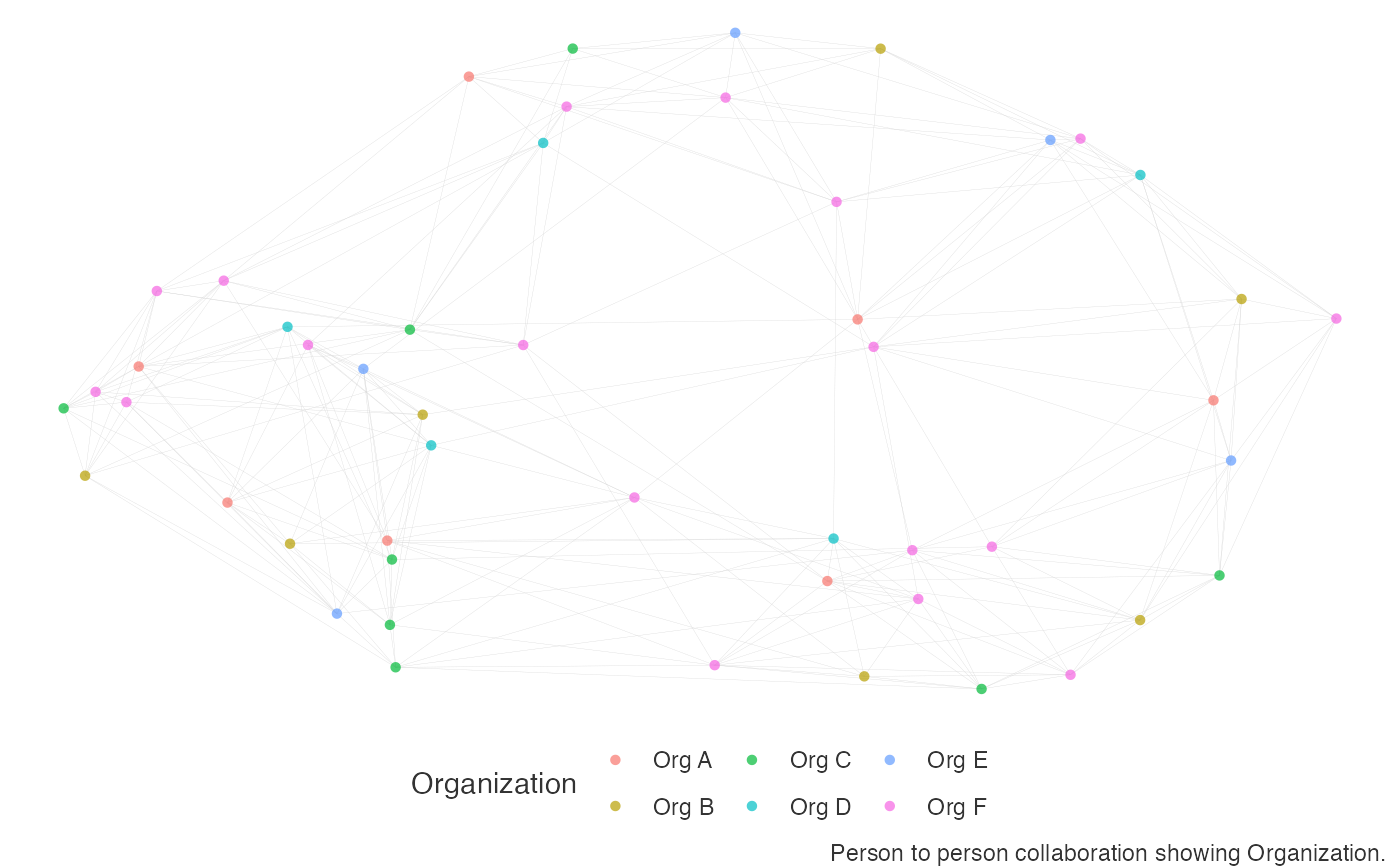 Organization
Org A
Org C
Org E
Org B
Org D
Org F
Person to person collaboration showing Organization.